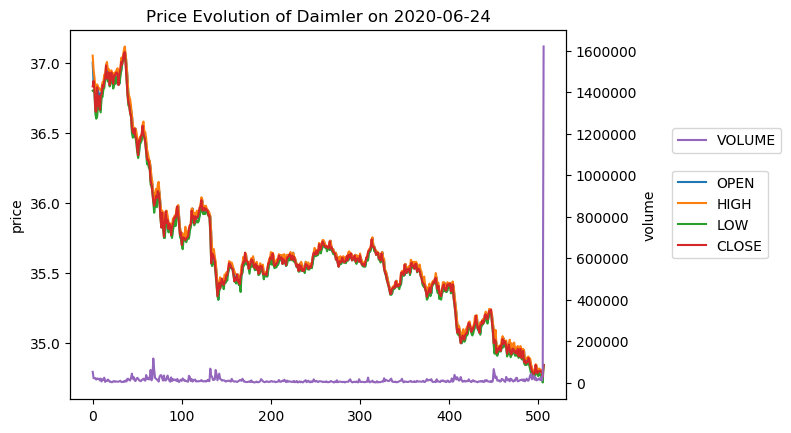 Price Evolution of Daimler on 2020-06-24
37.0
36.5
36.0
35.5
35.0
price
0
100
200
300
400
500
1600000
1400000
1200000
1000000
800000
600000
400000
200000
0
volume
VOLUME
OPEN
HIGH
LOW
CLOSE